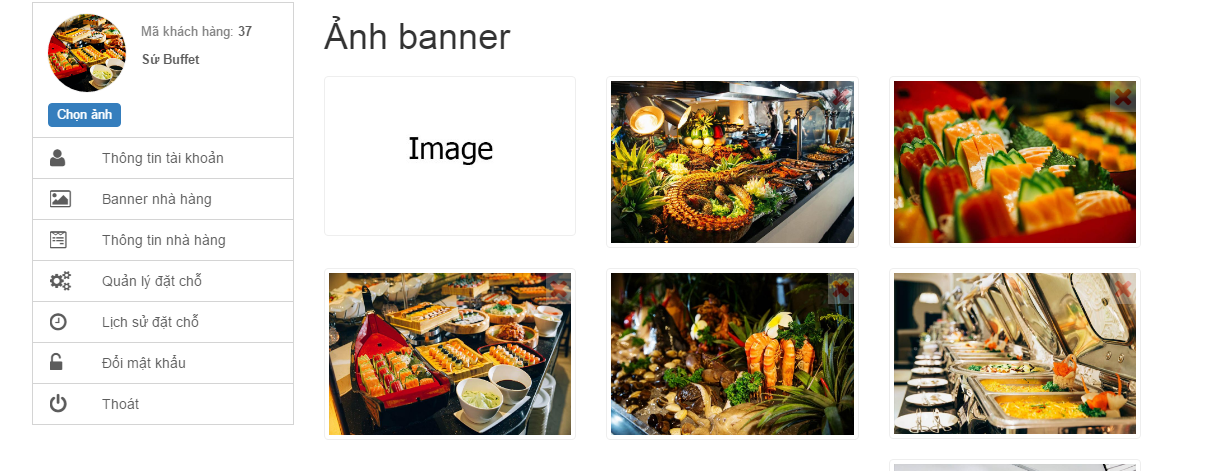 Mã khách hàng: 37
Sứ Buffet
Chọn ảnh
Thông tin tài khoản
Banner nhà hàng
Thông tin nhà hàng
Quản lý đặt chỗ
Lịch sử đặt chỗ
Đổi mật khẩu
Thoát
Ảnh banner
Image